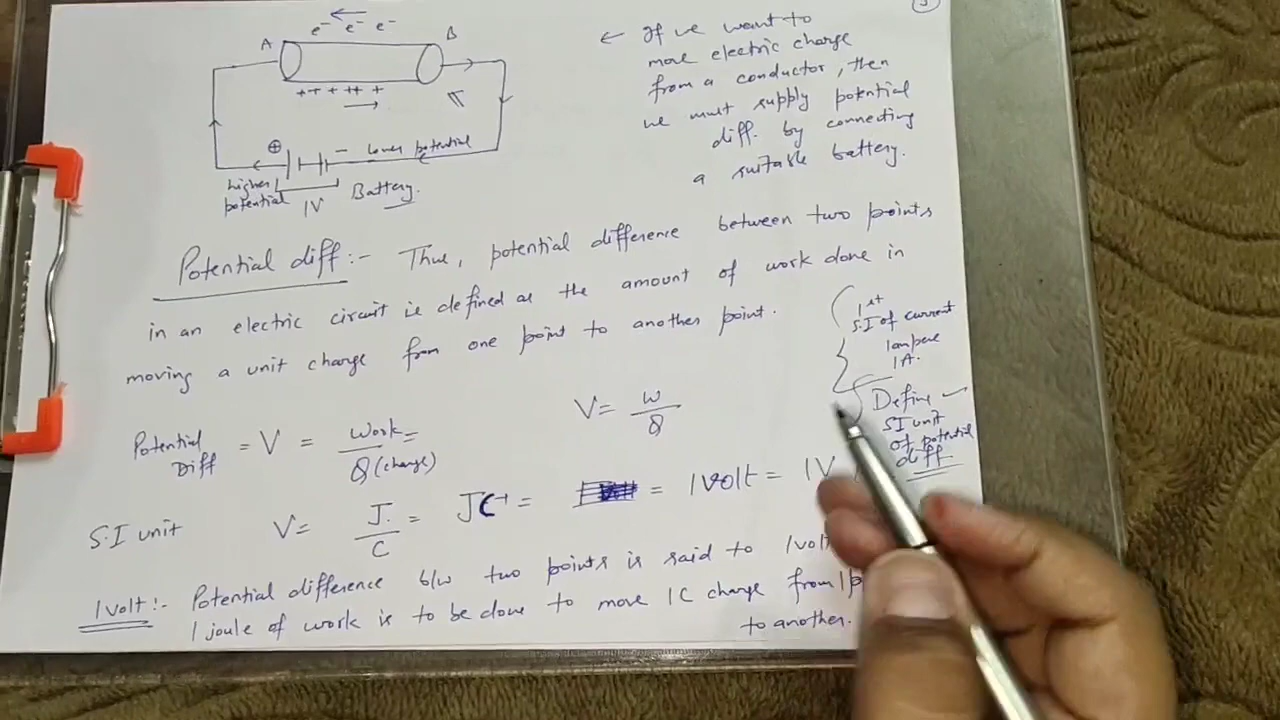 e⁻ e⁻ e⁻
A B
++ + ++ +
⊕ − Lower potential
higher
potential
1V Battery.
← If we want to
move electric charge
from a conductor, then
we must supply potential
diff. by connecting
a suitable battery.
Potential diff :- Thus, potential difference between two points
in an electric circuit is defined as the amount of work done in
moving a unit charge from one point to another point.
1st
S.I of current
1ampere
1A.
Define
SI unit
of potential
diff
Potential
Diff = V = Work = / Q (charge)
V = W / Q
S.I unit V = J. / C = JC⁻¹ = = 1volt = 1V
1volt :- Potential difference b/w two points is said to 1volt
1 joule of work is to be done to move 1C charge from 1
to another.